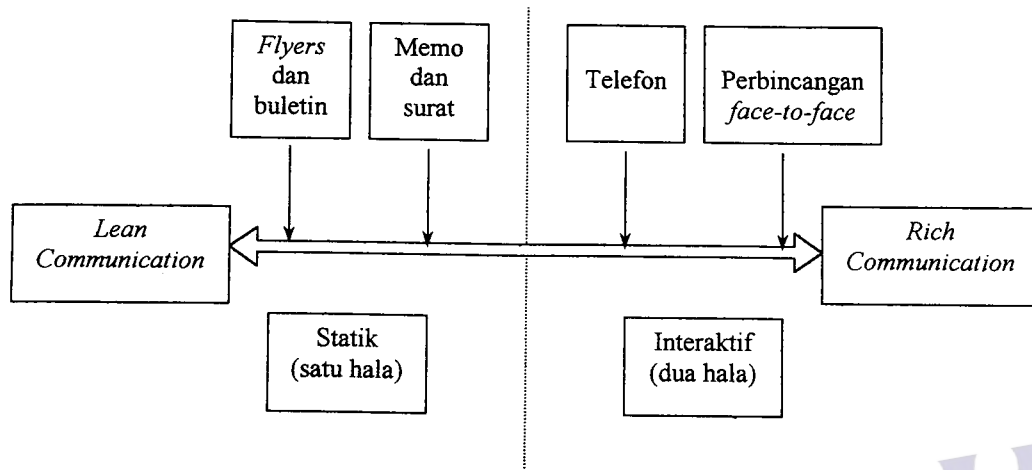 Flyers
dan
buletin
Memo
dan
surat
Telefon
Perbincangan
face-to-face
Lean
Communication
Rich
Communication
Statik
(satu hala)
Interaktif
(dua hala)